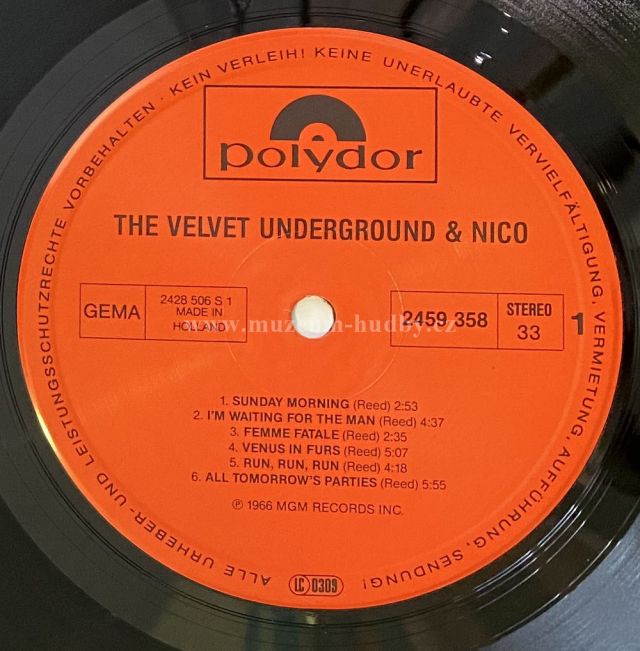 ALLE URHEBER- UND LEISTUNGSSCHUTZRECHTE VORBEHALTEN · KEIN VERLEIH! KEINE UNERLAUBTE VERVIELFÄLTIGUNG, VERMIETUNG, AUFFÜHRUNG, SENDUNG!
polydor
THE VELVET UNDERGROUND & NICO
GEMA
2428 506 S 1
MADE IN
HOLLAND
2459 358
STEREO
33
1
www.muzeum-hudby.cz
1. SUNDAY MORNING (Reed) 2:53
2. I'M WAITING FOR THE MAN (Reed) 4:37
3. FEMME FATALE (Reed) 2:35
4. VENUS IN FURS (Reed) 5:07
5. RUN, RUN, RUN (Reed) 4:18
6. ALL TOMORROW'S PARTIES (Reed) 5:55
℗ 1966 MGM RECORDS INC.
LC 0309